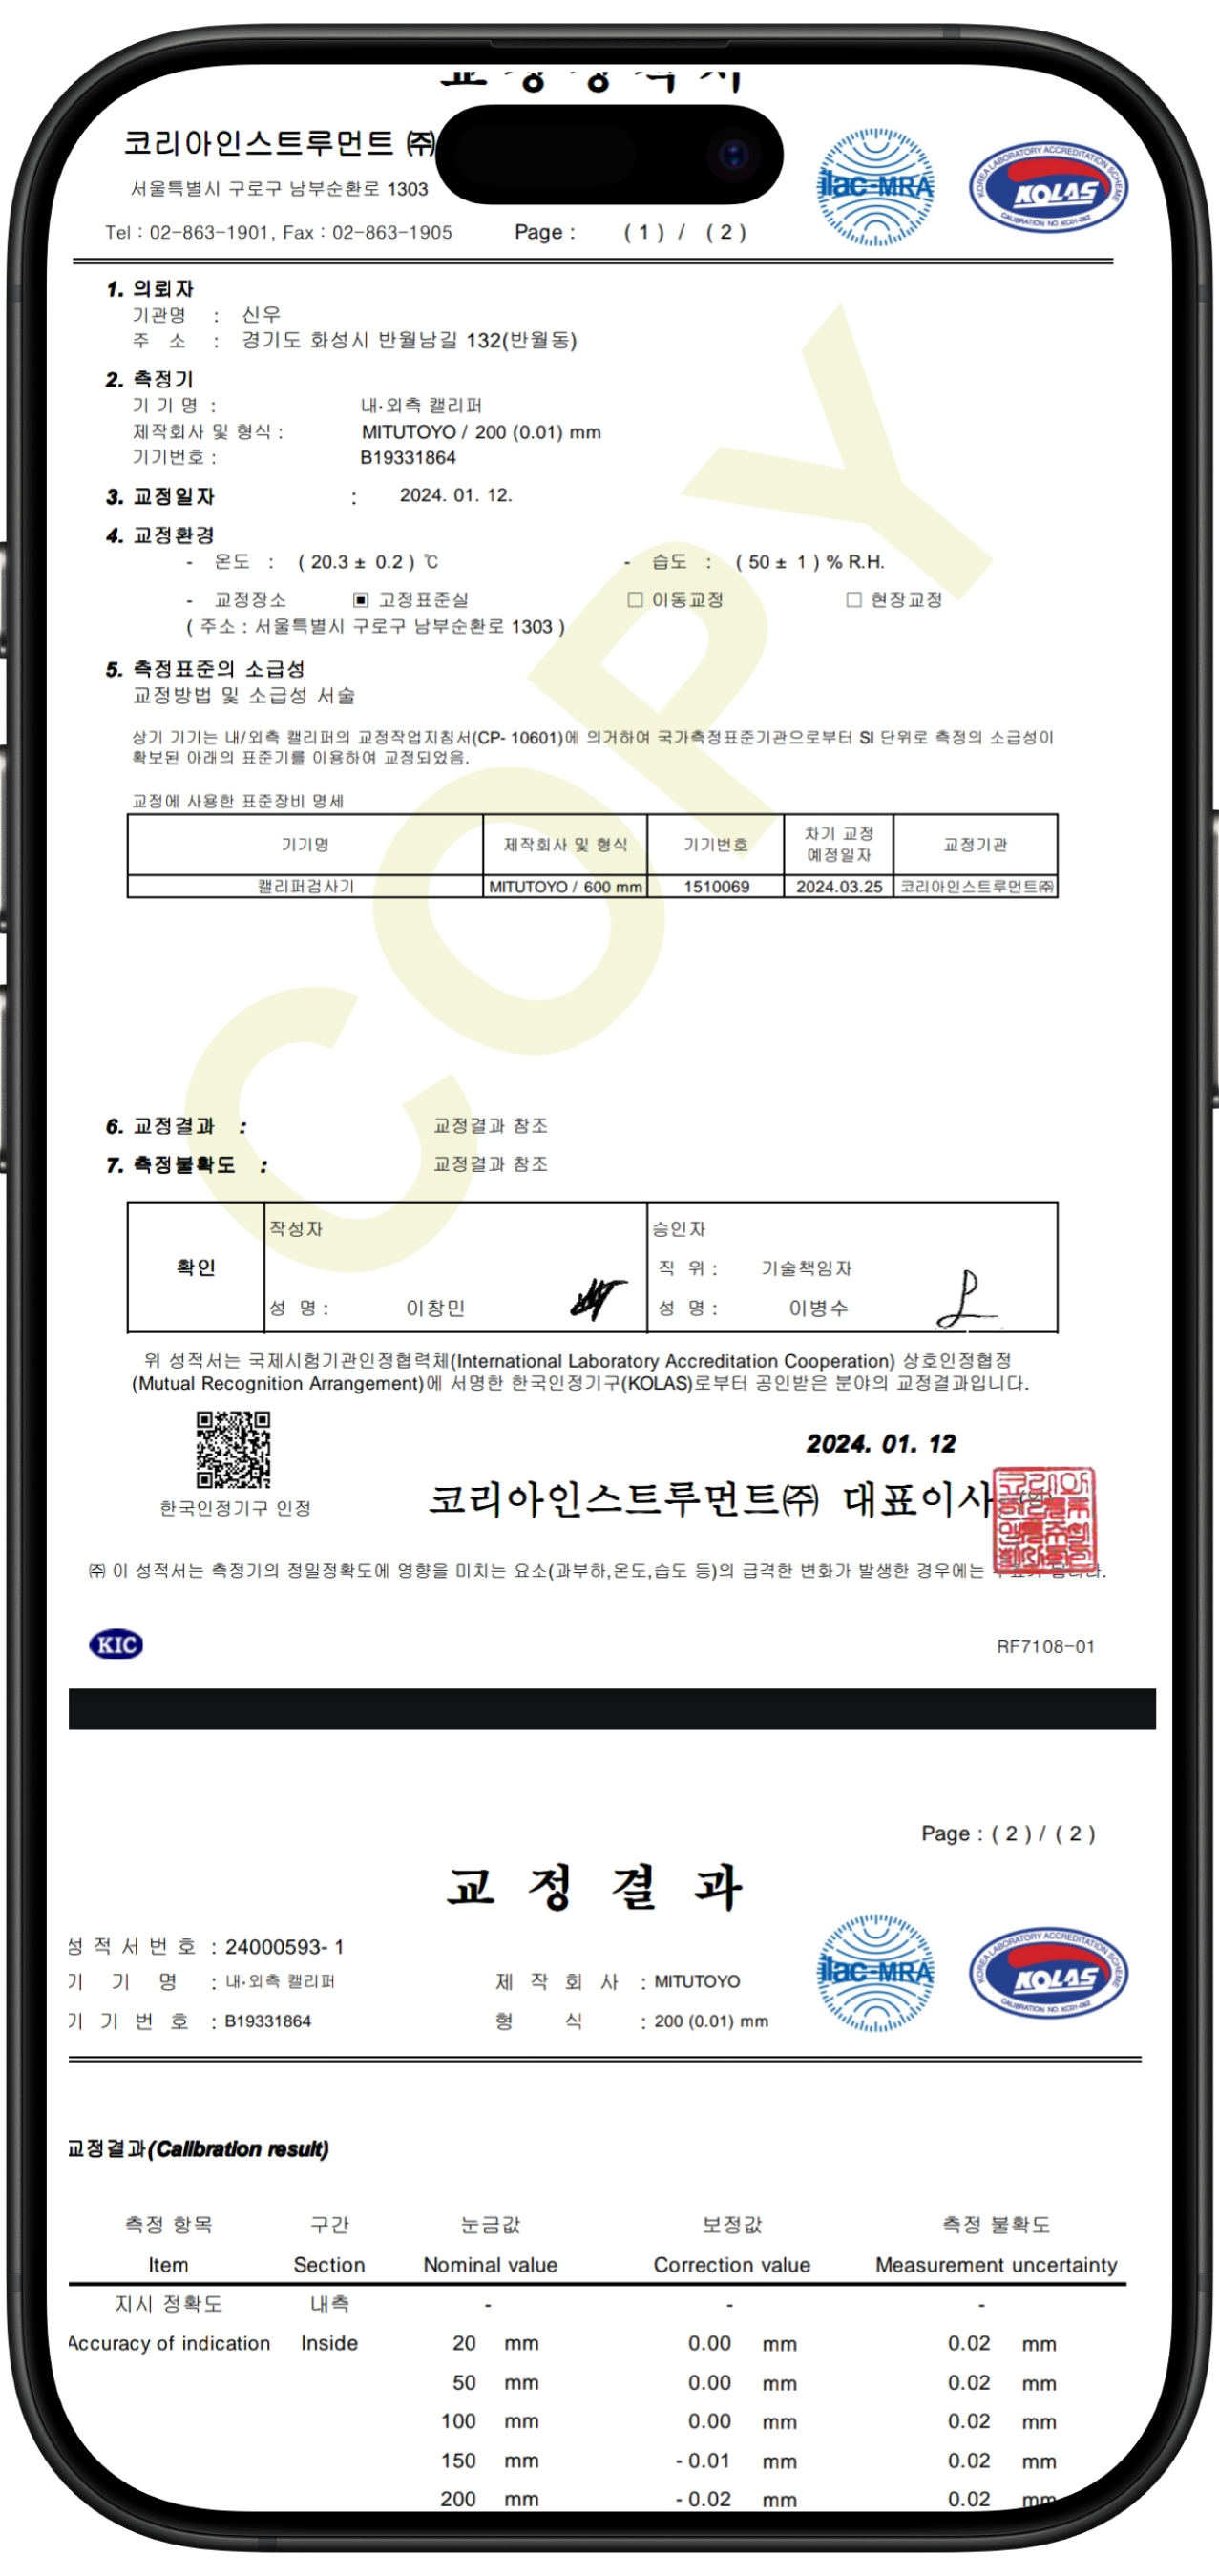 코리아인스트루먼트 ㈜
서울특별시 구로구 남부순환로 1303
Tel : 02-863-1901, Fax : 02-863-1905
Page : ( 1 ) / ( 2 )
ilac-MRA
KOREA LABORATORY ACCREDITATION SCHEME
KOLAS
CALIBRATION NO. KC01-062
1. 의뢰자
기관명 : 신우
주 소 : 경기도 화성시 반월남길 132(반월동)
2. 측정기
기 기 명 : 내·외측 캘리퍼
제작회사 및 형식 : MITUTOYO / 200 (0.01) mm
기기번호 : B19331864
3. 교정일자 : 2024. 01. 12.
4. 교정환경
- 온도 : ( 20.3 ± 0.2 ) ℃ - 습도 : ( 50 ± 1 ) % R.H.
- 교정장소 ▣ 고정표준실 □ 이동교정 □ 현장교정
( 주소 : 서울특별시 구로구 남부순환로 1303 )
5. 측정표준의 소급성
교정방법 및 소급성 서술
상기 기기는 내/외측 캘리퍼의 교정작업지침서(CP- 10601)에 의거하여 국가측정표준기관으로부터 SI 단위로 측정의 소급성이
확보된 아래의 표준기를 이용하여 교정되었음.
교정에 사용한 표준장비 명세
기기명 제작회사 및 형식 기기번호 차기 교정 예정일자 교정기관
캘리퍼검사기 MITUTOYO / 600 mm 1510069 2024.03.25 코리아인스트루먼트㈜
COPY
6. 교정결과 : 교정결과 참조
7. 측정불확도 : 교정결과 참조
확인
작성자
성 명 : 이창민
승인자
직 위 : 기술책임자
성 명 : 이병수
위 성적서는 국제시험기관인정협력체(International Laboratory Accreditation Cooperation) 상호인정협정
(Mutual Recognition Arrangement)에 서명한 한국인정기구(KOLAS)로부터 공인받은 분야의 교정결과입니다.
2024. 01. 12
한국인정기구 인정
코리아인스트루먼트㈜ 대표이사
㈜ 이 성적서는 측정기의 정밀정확도에 영향을 미치는 요소(과부하,온도,습도 등)의 급격한 변화가 발생한 경우에는
KIC
RF7108-01
Page : ( 2 ) / ( 2 )
교 정 결 과
성 적 서 번 호 : 24000593- 1
기 기 명 : 내·외측 캘리퍼 제 작 회 사 : MITUTOYO
기 기 번 호 : B19331864 형 식 : 200 (0.01) mm
ilac-MRA
KOREA LABORATORY ACCREDITATION SCHEME
KOLAS
CALIBRATION NO. KC01-062
교정결과(Calibration result)
측정 항목 구간 눈금값 보정값 측정 불확도
Item Section Nominal value Correction value Measurement uncertainty
지시 정확도 내측 - - -
Accuracy of indication Inside 20 mm 0.00 mm 0.02 mm
50 mm 0.00 mm 0.02 mm
100 mm 0.00 mm 0.02 mm
150 mm - 0.01 mm 0.02 mm
200 mm - 0.02 mm 0.02 mm